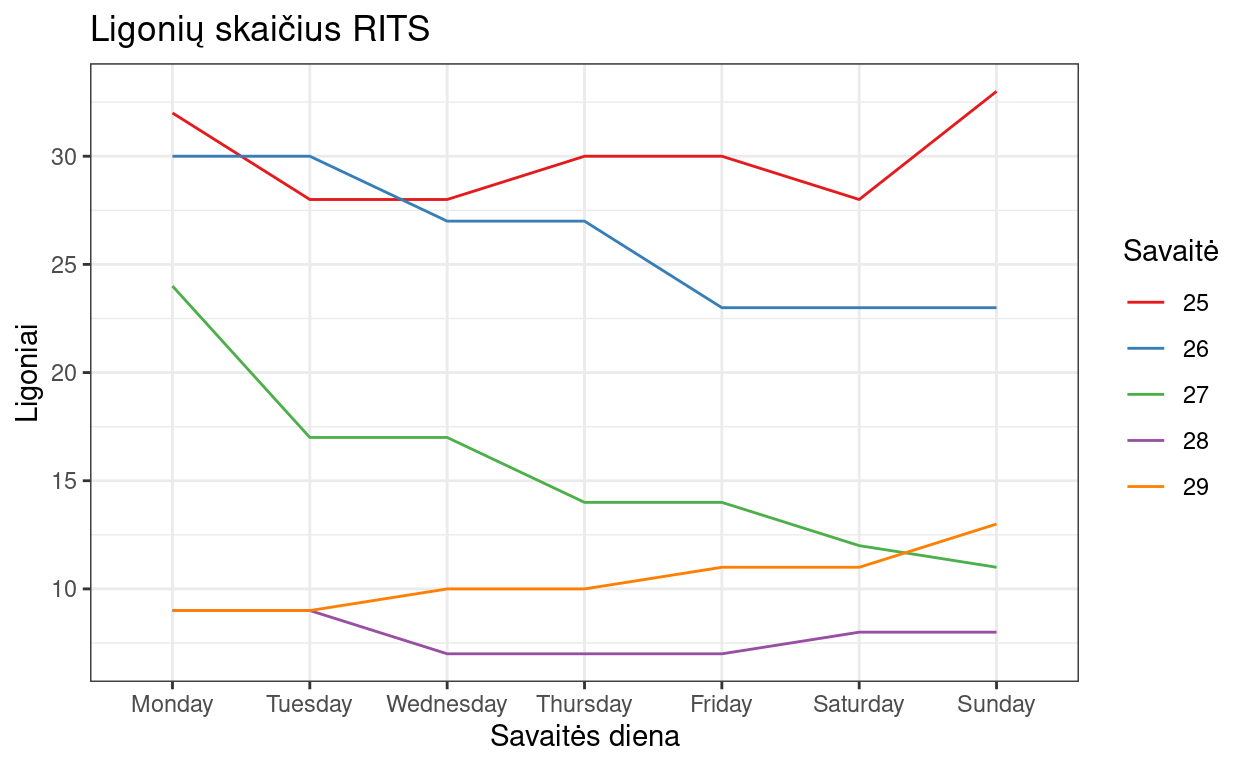 Ligonių skaičius RITS
Ligoniai
30
25
20
15
10
Monday Tuesday Wednesday Thursday Friday Saturday Sunday
Savaitės diena
Savaitė
25
26
27
28
29